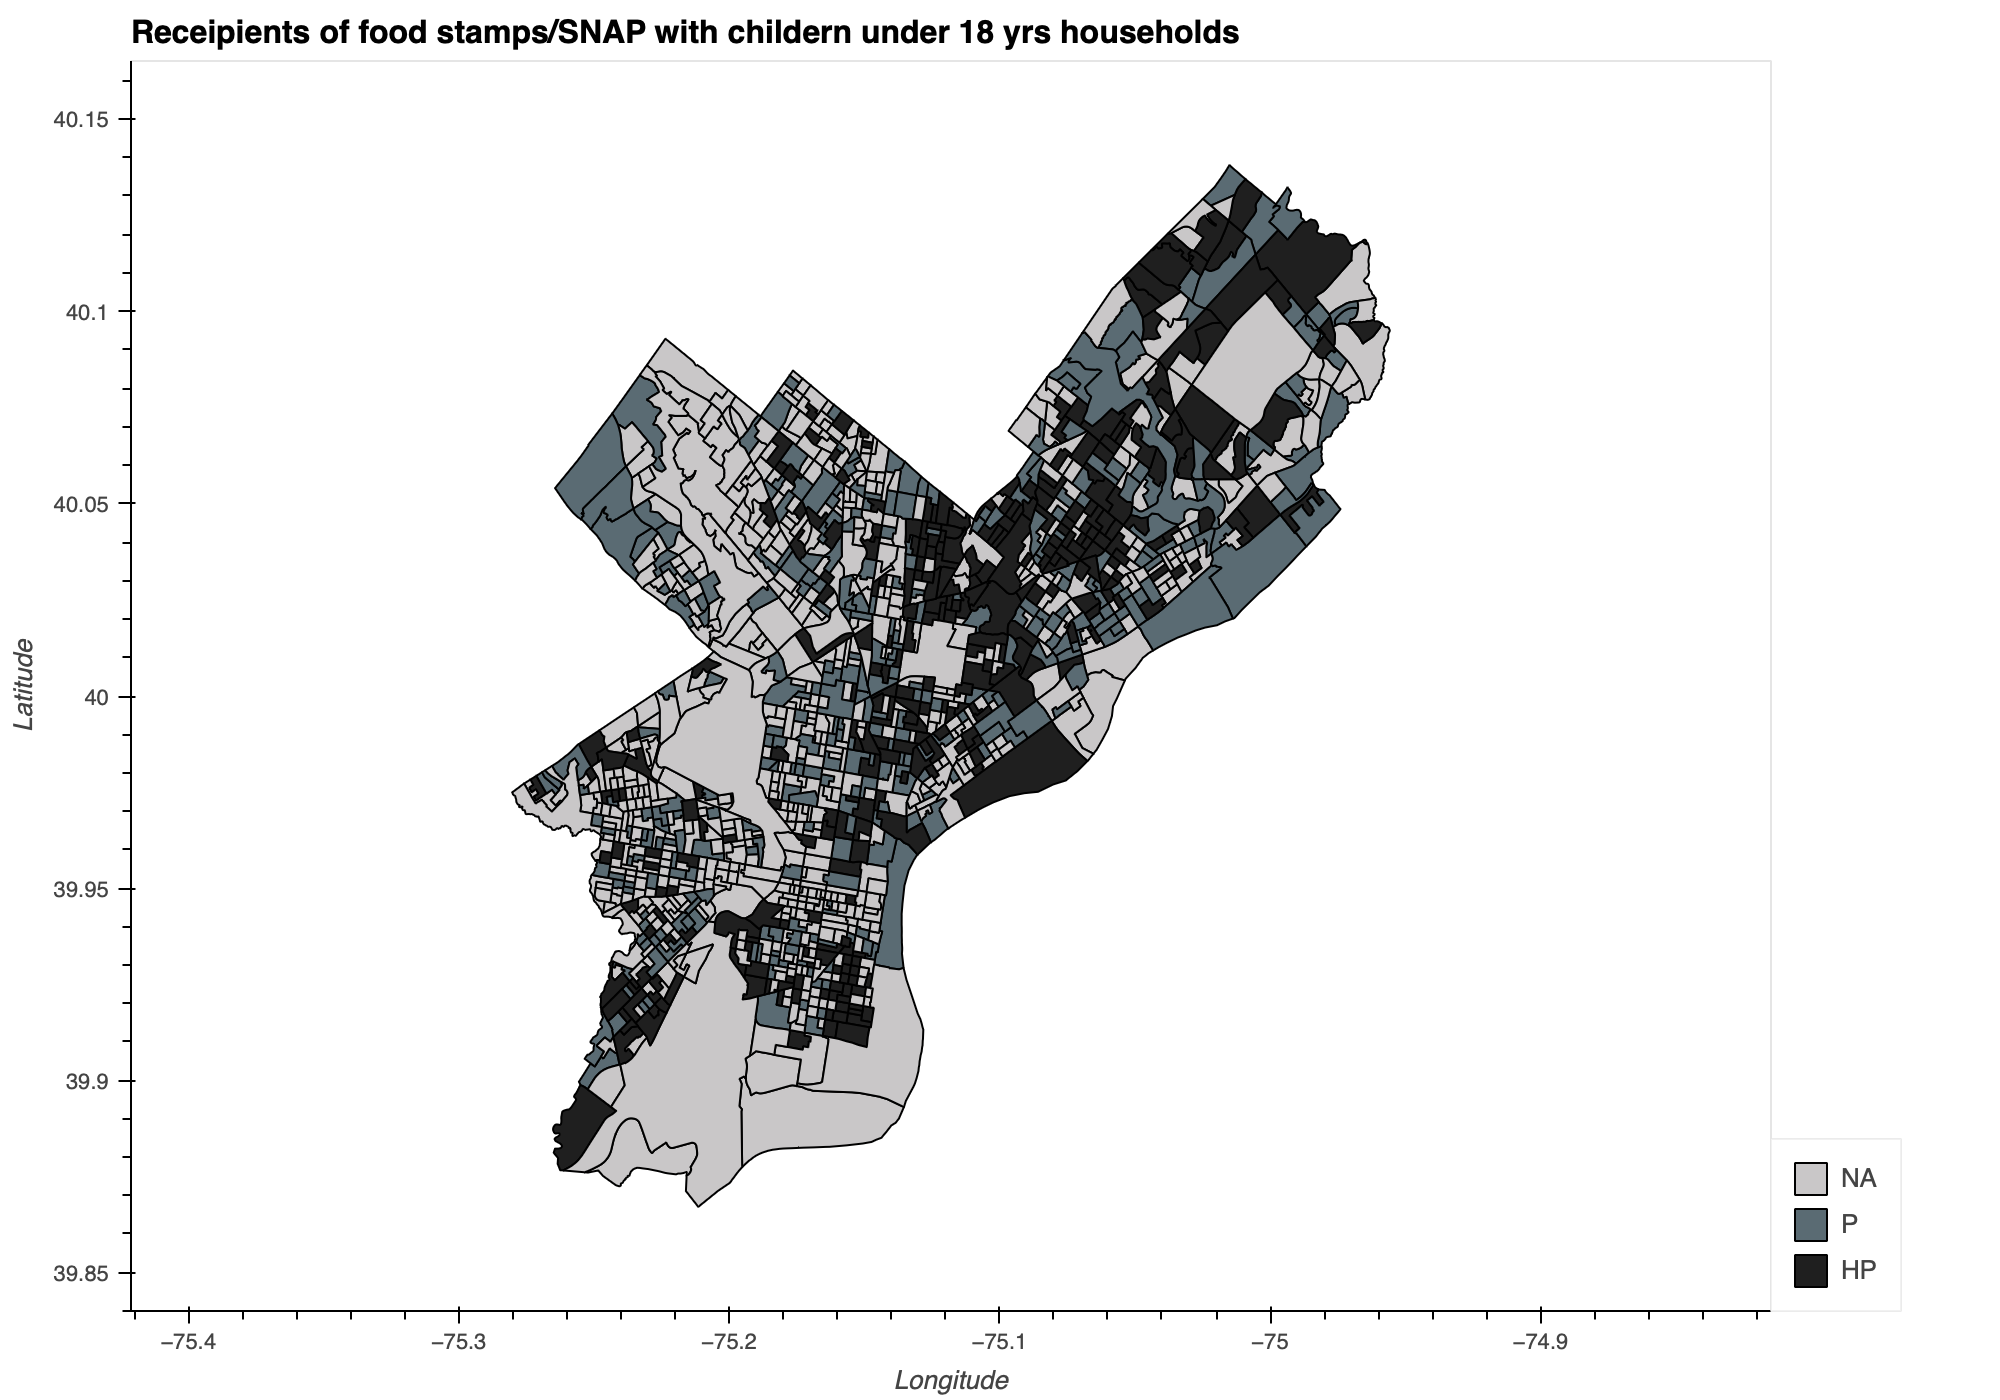 Receipients of food stamps/SNAP with childern under 18 yrs households
40.15
40.1
40.05
40
39.95
39.9
39.85
Latitude
−75.4 −75.3 −75.2 −75.1 −75 −74.9
Longitude
NA
P
HP